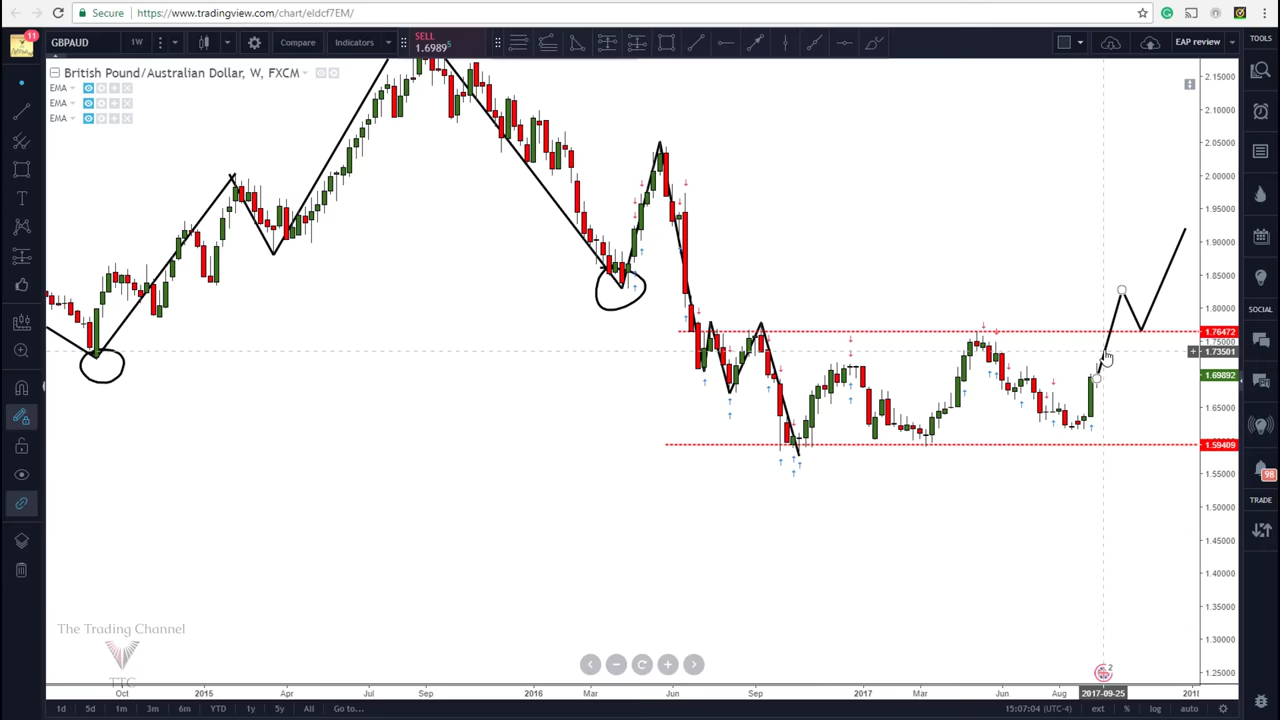 Secure
https://www.tradingview.com/chart/eldcf7EM/
11
GBPAUD
1W
Compare
Indicators
SELL
1.69895
EAP review
TOOLS
British Pound/Australian Dollar, W, FXCM
EMA
EMA
EMA
2.15000
2.10000
2.05000
2.00000
1.95000
1.90000
1.85000
1.80000
1.76472
1.73501
1.69892
1.65000
1.59409
1.55000
1.50000
1.45000
1.40000
1.35000
1.30000
1.25000
SOCIAL
98
TRADE
The Trading Channel
TTC
2
Oct
2015
Apr
Jul
Sep
2016
Mar
Jun
Sep
2017
Mar
Jun
Aug
2017-09-25
2018
1d
5d
1m
3m
6m
YTD
1y
5y
All
Go to...
15:07:04 (UTC-4)
ext
%
log
auto